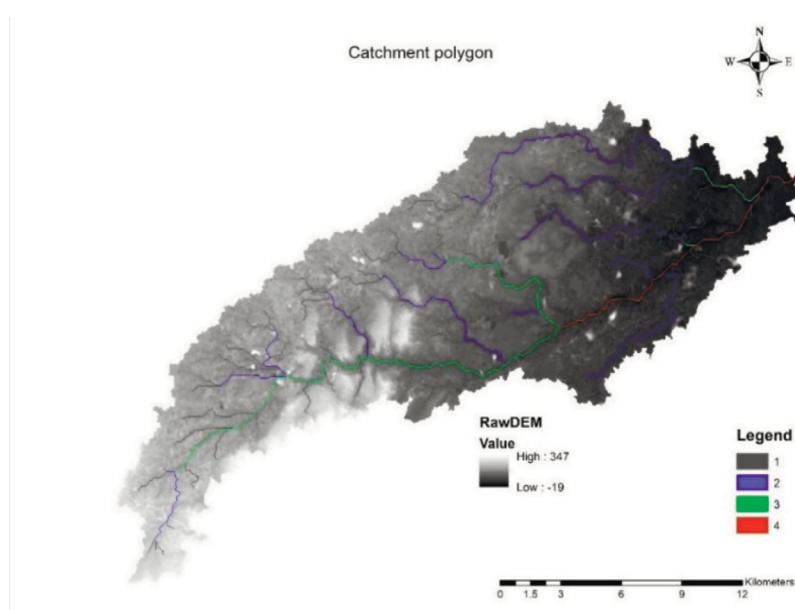 Catchment polygon
N
W E
S
RawDEM
Value
High : 347
Low : -19
Legend
1
2
3
4
Kilometers
0 1.5 3 6 9 12